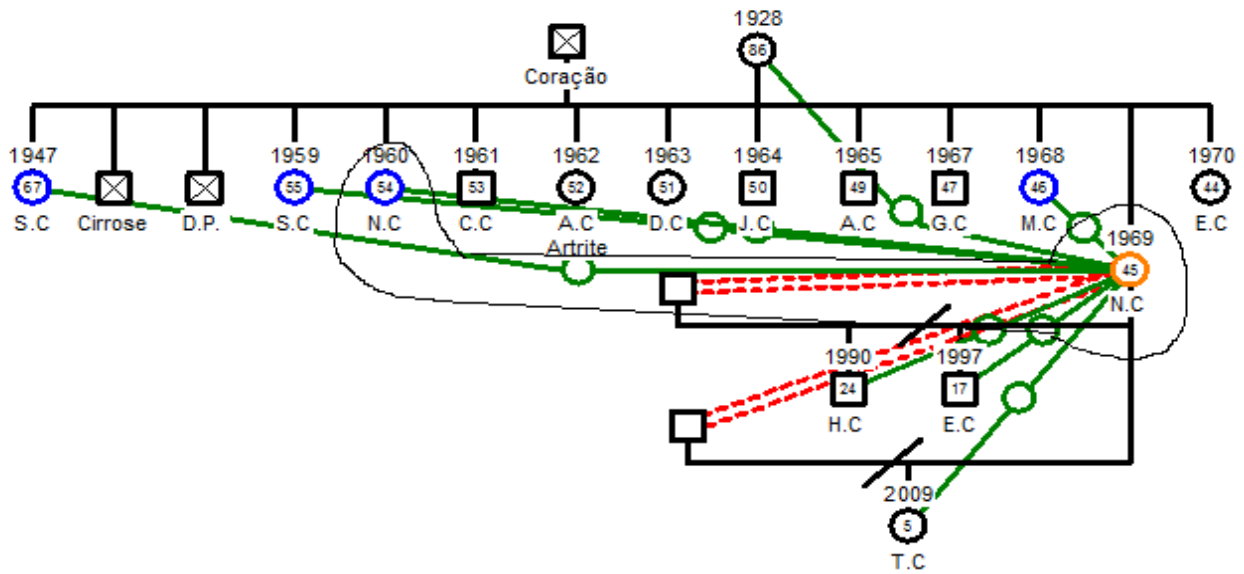 1928
86
Coração
1947 1959 1960 1961 1962 1963 1964 1965 1967 1968 1970
67 55 54 53 52 51 50 49 47 46 44
S.C Cirrose D.P. S.C N.C C.C A.C D.C J.C A.C G.C M.C E.C
1969
Artrite
45
N.C
1990 1997
24 17
H.C E.C
2009
5
T.C